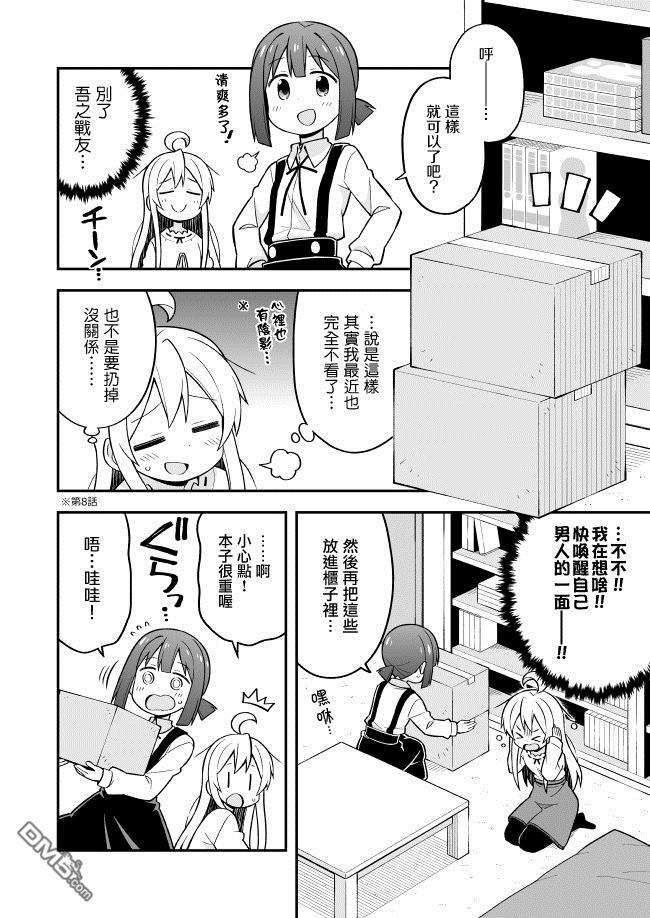 呼——…
這樣
就可以了吧？
清爽多了！
別了
吾之戰友…
チーン…
…說是這樣
其實我最近也
完全不看了…
心裡也
有陰影…
※
也不是要扔掉
沒關係……
※第8話
…不不!!
我在想啥!!
快喚醒自己
男人的一面——!!
然後再把這些
放進櫃子裡…
嘿咻…
……啊
小心點！
本子很重喔
ぐらっ…
唔…哇哇！
漫畫
DM5.com